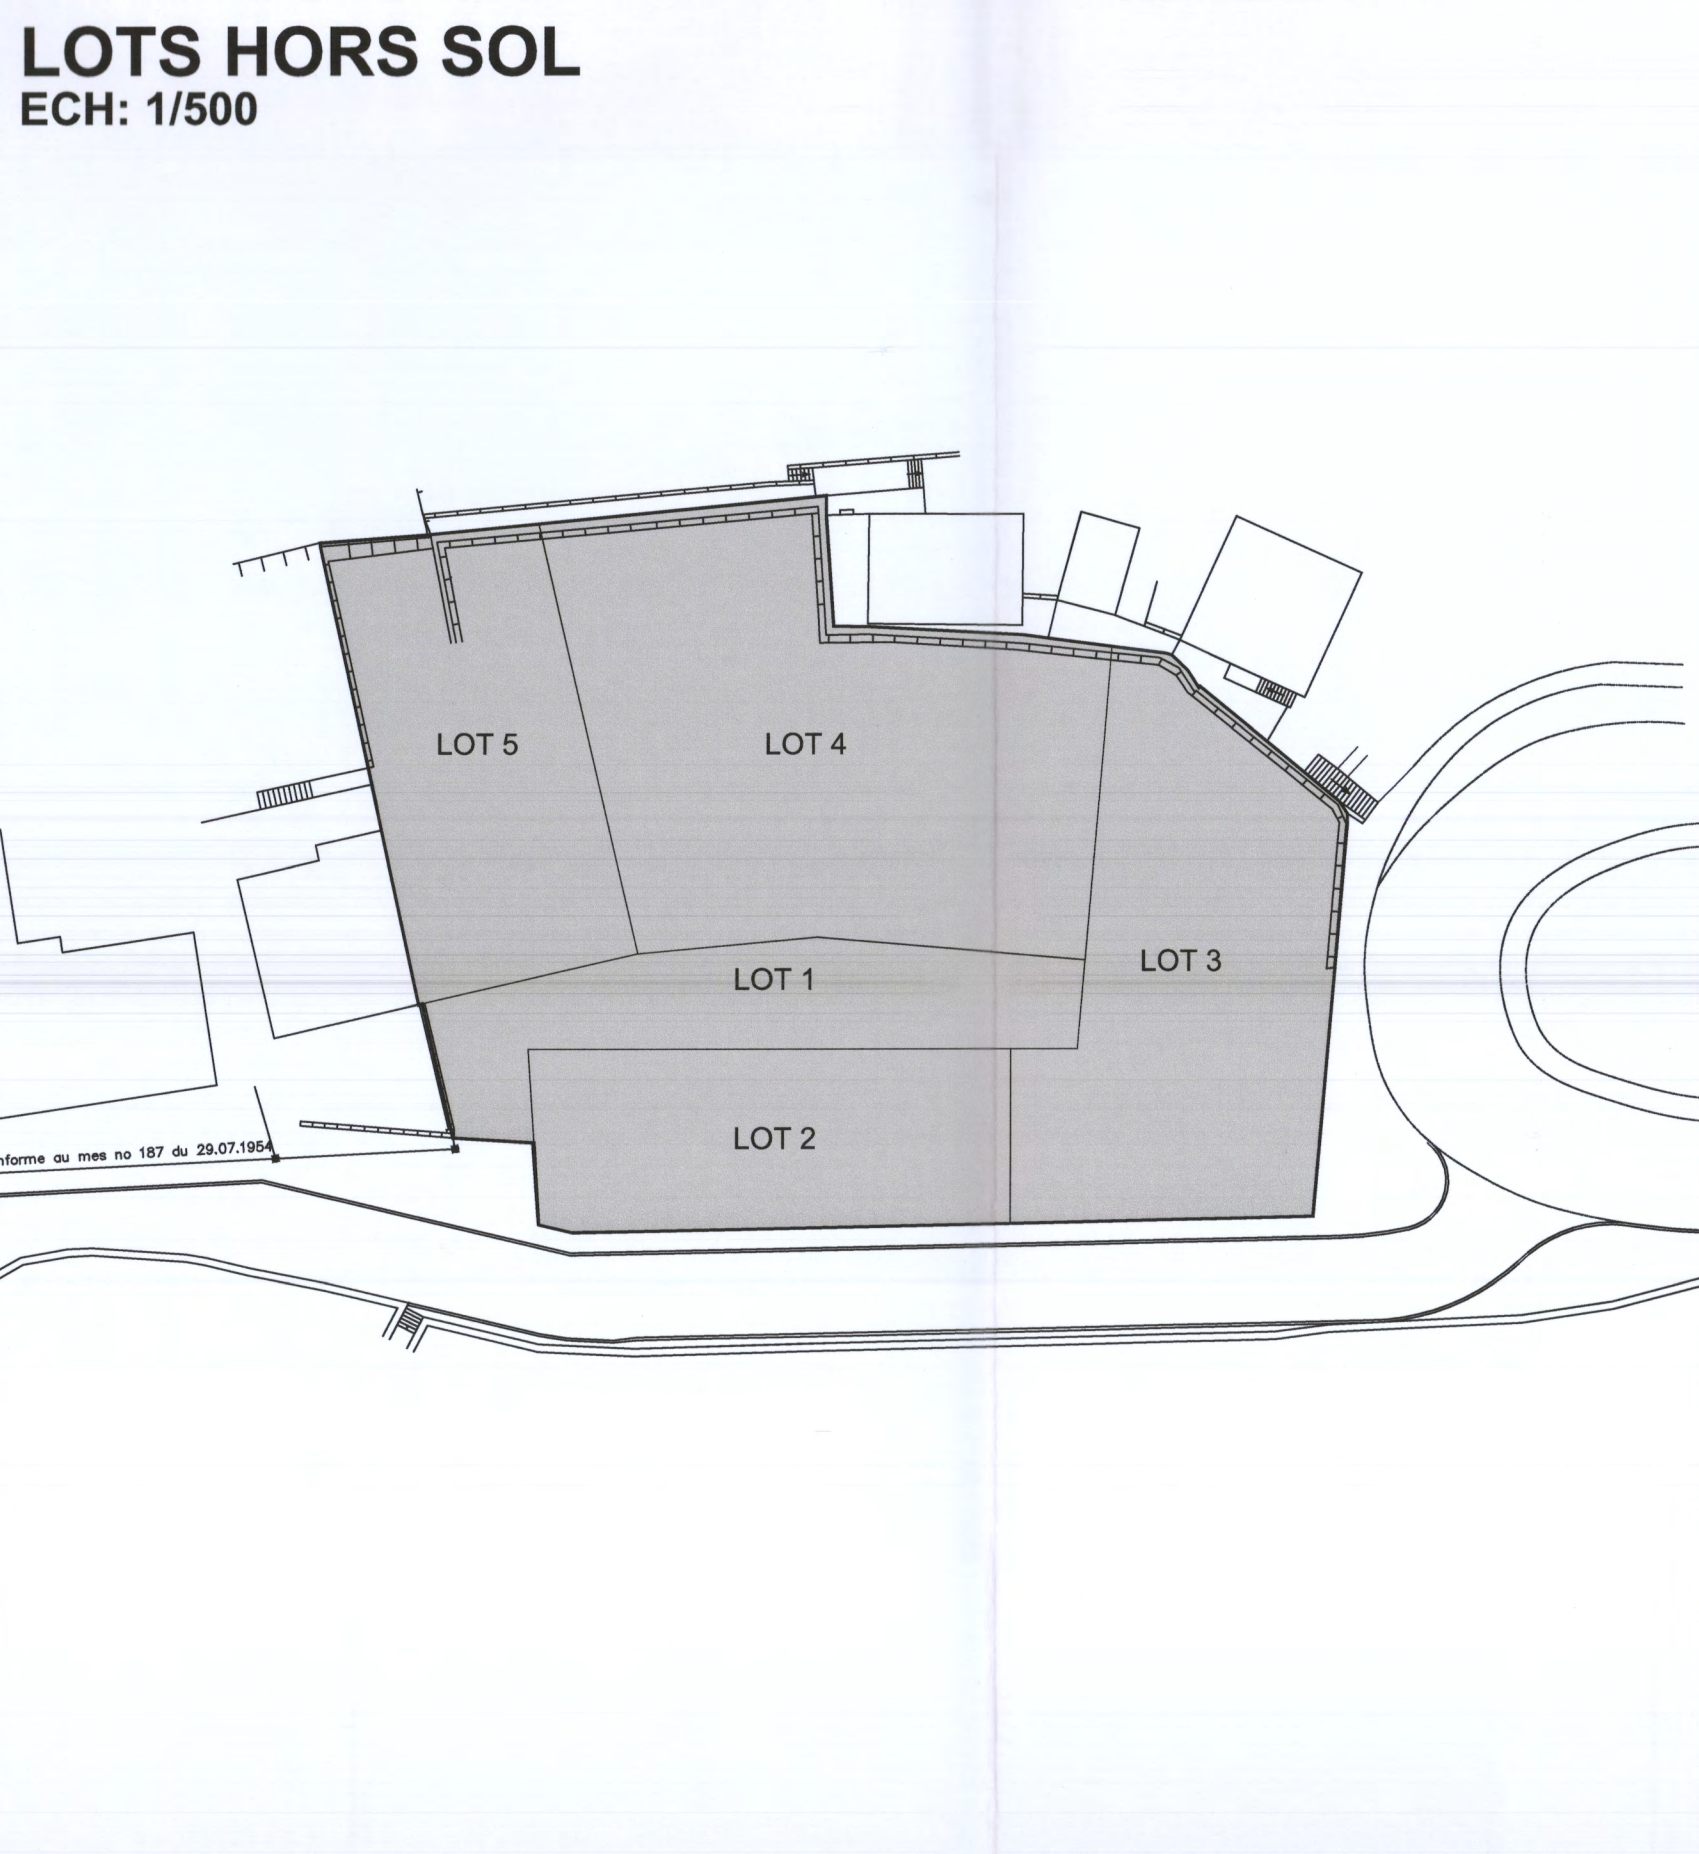 LOTS HORS SOL
ECH: 1/500
LOT 5
LOT 4
LOT 3
LOT 1
LOT 2
nforme au mes no 187 du 29.07.1954